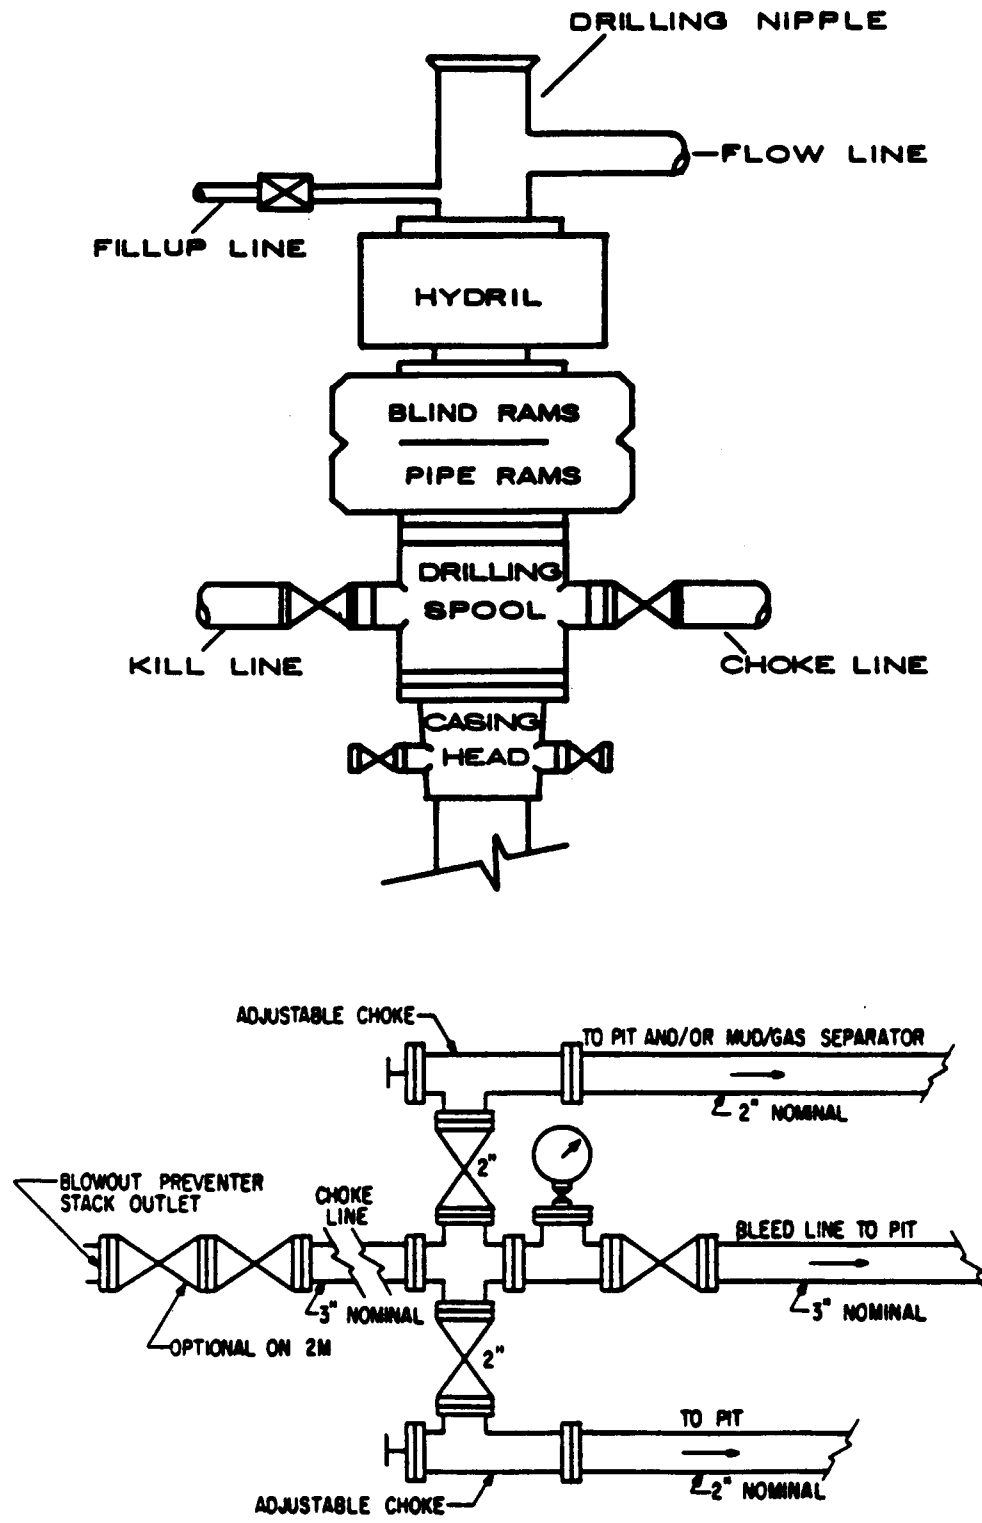 DRILLING NIPPLE
FLOW LINE
FILLUP LINE
HYDRIL
BLIND RAMS
PIPE RAMS
DRILLING
SPOOL
KILL LINE
CHOKE LINE
CASING
HEAD
ADJUSTABLE CHOKE
TO PIT AND/OR MUD/GAS SEPARATOR
2" NOMINAL
2"
BLOWOUT PREVENTER
STACK OUTLET
CHOKE
LINE
BLEED LINE TO PIT
3" NOMINAL
3" NOMINAL
OPTIONAL ON 2M
2"
TO PIT
2" NOMINAL
ADJUSTABLE CHOKE